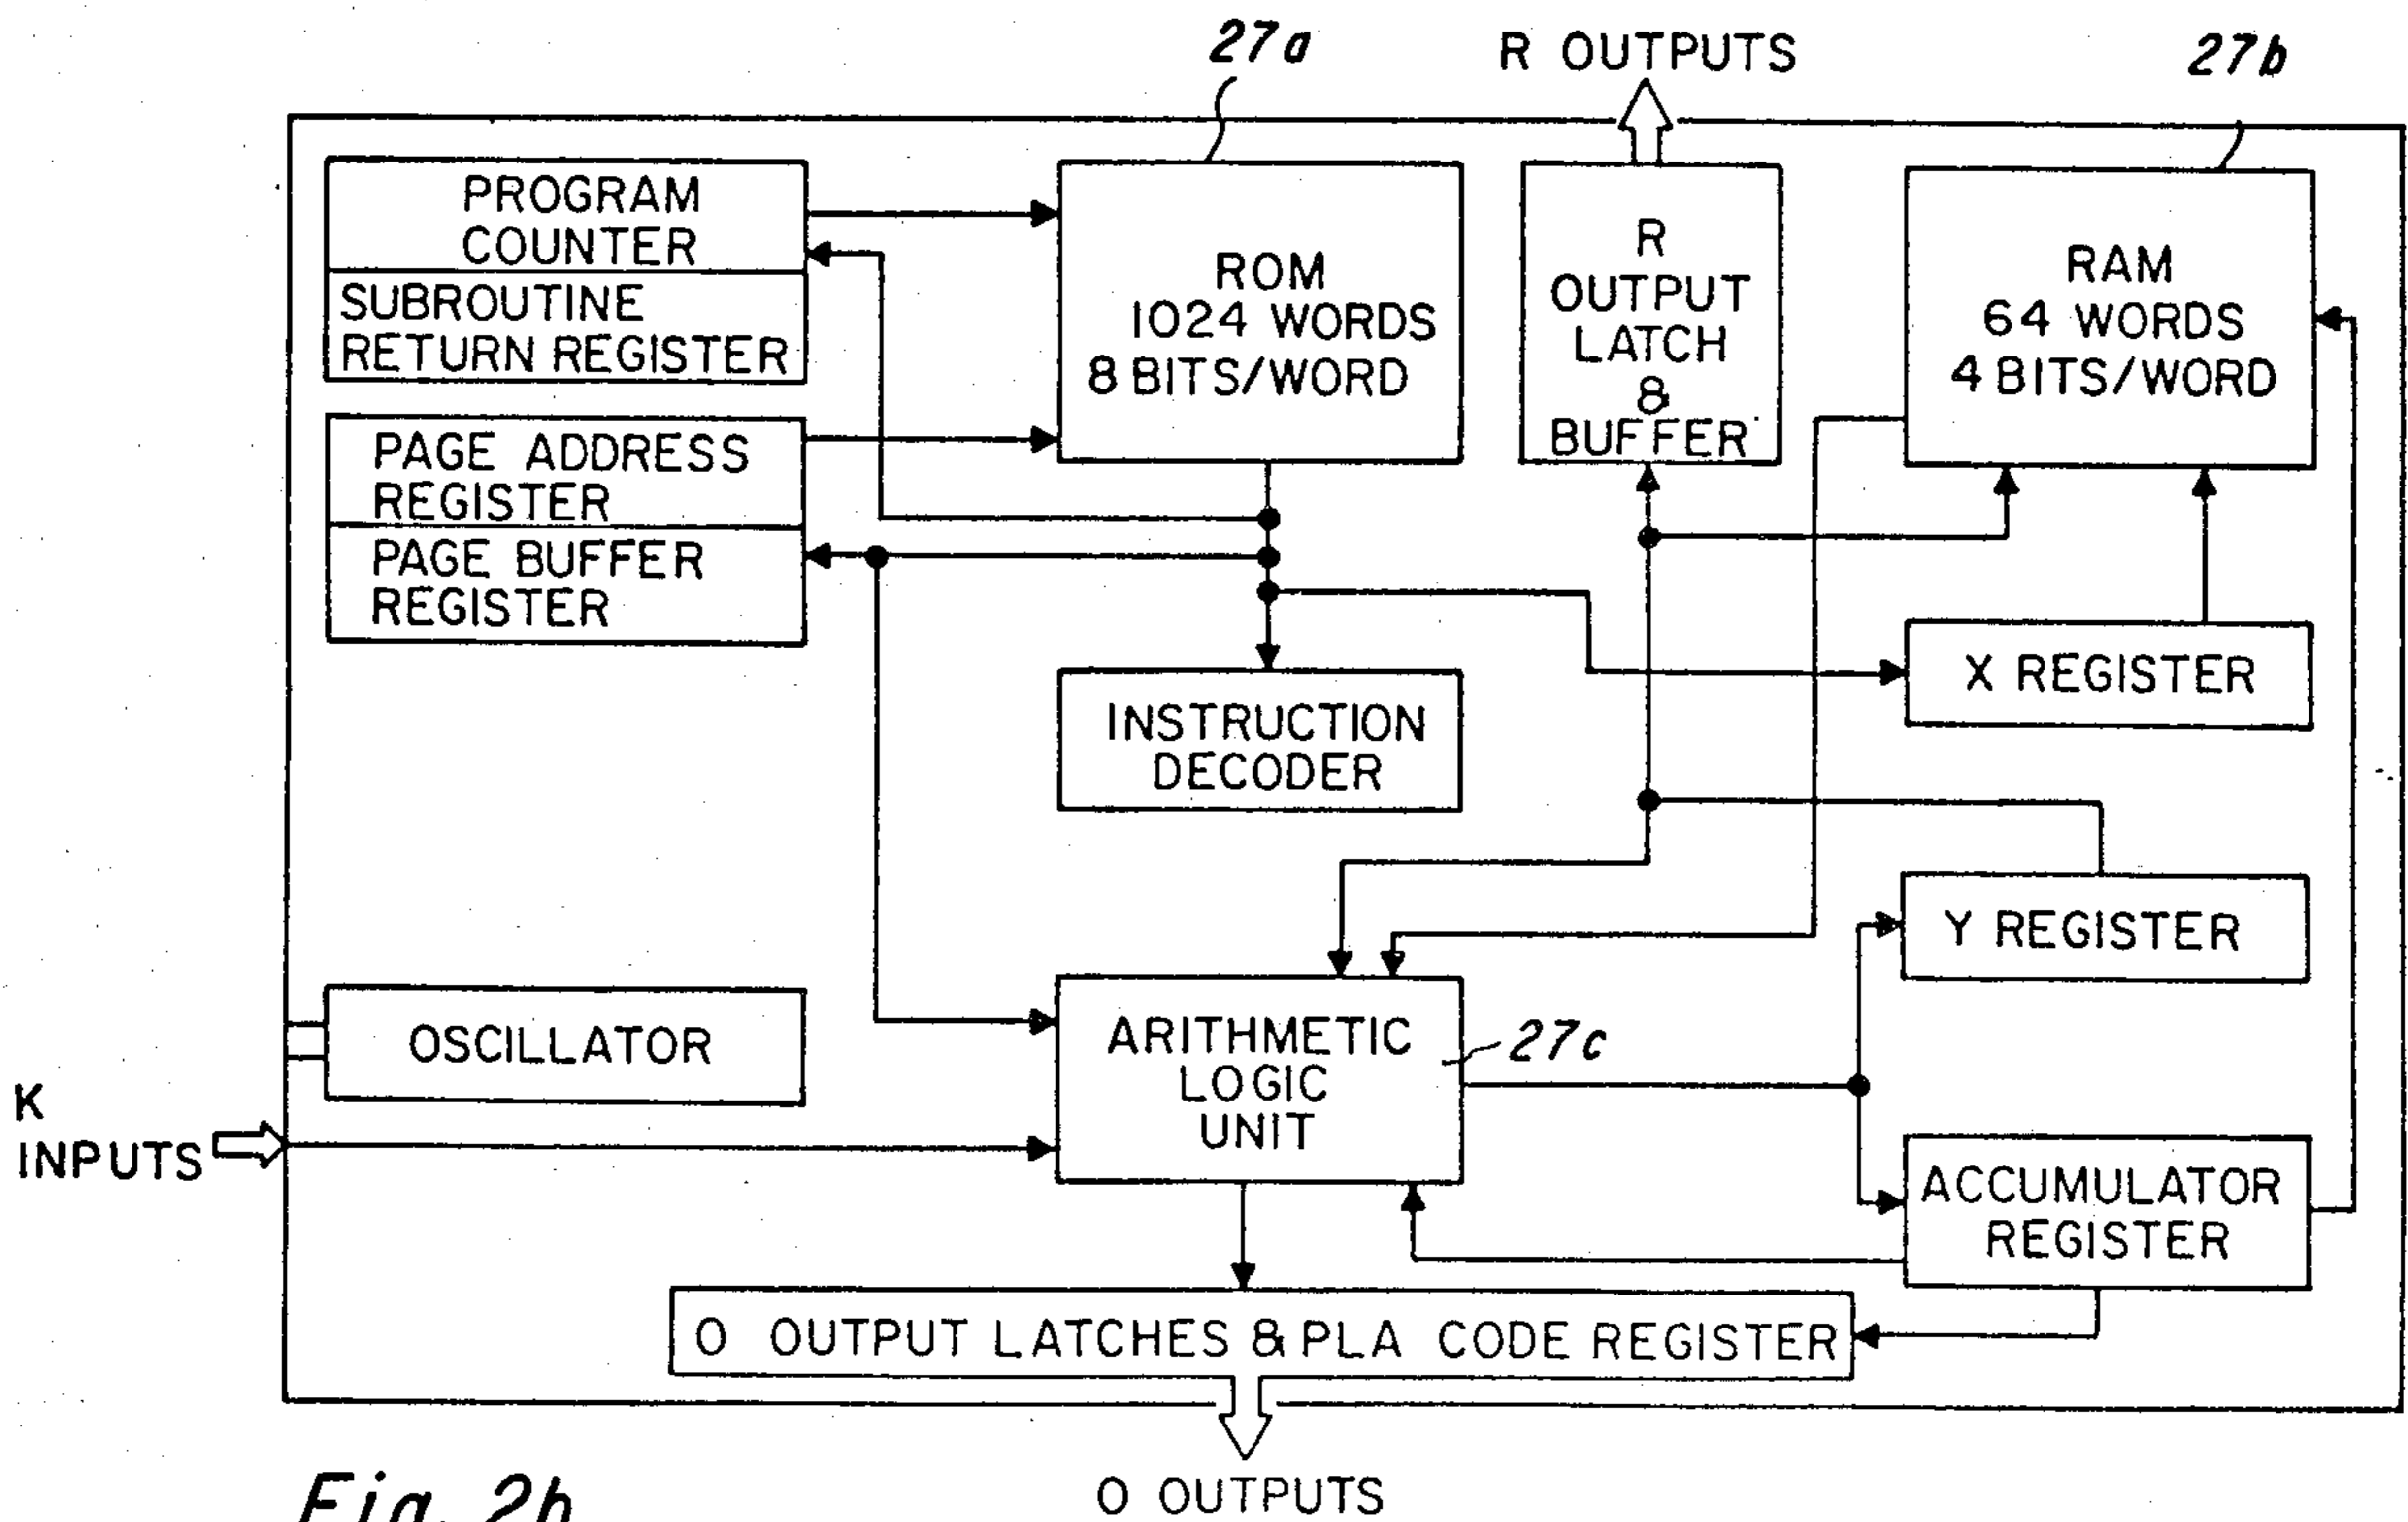 27a
R OUTPUTS
27b
PROGRAM
COUNTER
SUBROUTINE
RETURN REGISTER
ROM
1024 WORDS
8 BITS/WORD
R
OUTPUT
LATCH
&
BUFFER
RAM
64 WORDS
4 BITS/WORD
PAGE ADDRESS
REGISTER
PAGE BUFFER
REGISTER
INSTRUCTION
DECODER
X REGISTER
Y REGISTER
OSCILLATOR
ARITHMETIC
LOGIC
UNIT
27c
K
INPUTS
ACCUMULATOR
REGISTER
O OUTPUT LATCHES & PLA CODE REGISTER
O OUTPUTS
Fig. 2b